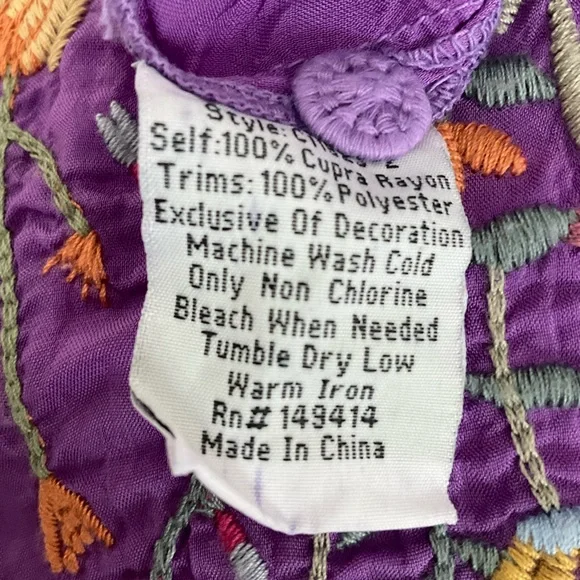 Style:
Self:100% Cupra Rayon
Trims: 100% Polyester
Exclusive Of Decoration
Machine Wash Cold
Only Non Chlorine
Bleach When Needed
Tumble Dry Low
Warm Iron
Rn# 149414
Made In China